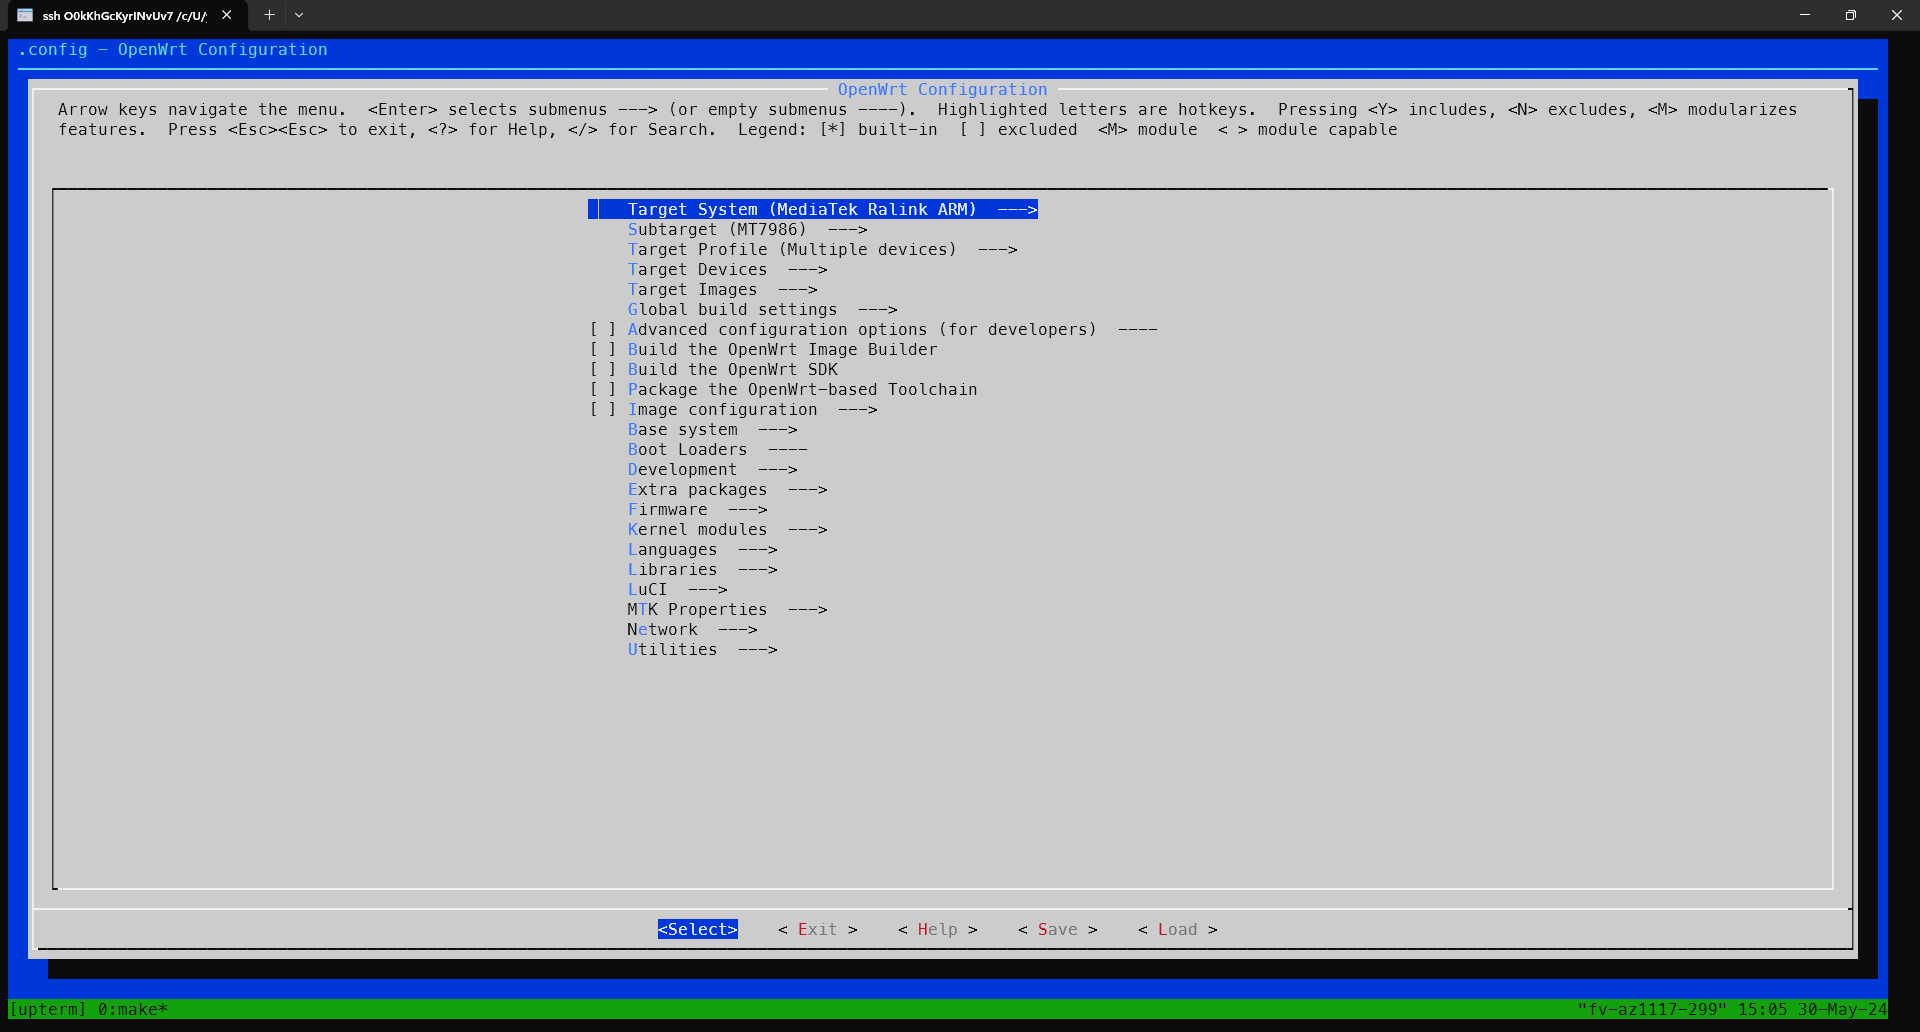 ssh O0kKhGcKyrINvUv7 /c/U/
.config - OpenWrt Configuration
OpenWrt Configuration
Arrow keys navigate the menu.  <Enter> selects submenus ---> (or empty submenus ----).  Highlighted letters are hotkeys.  Pressing <Y> includes, <N> excludes, <M> modularizes
features.  Press <Esc><Esc> to exit, <?> for Help, </> for Search.  Legend: [*] built-in  [ ] excluded  <M> module  < > module capable
Target System (MediaTek Ralink ARM)  --->
Subtarget (MT7986)  --->
Target Profile (Multiple devices)  --->
Target Devices  --->
Target Images  --->
Global build settings  --->
[ ] Advanced configuration options (for developers)  ----
[ ] Build the OpenWrt Image Builder
[ ] Build the OpenWrt SDK
[ ] Package the OpenWrt-based Toolchain
[ ] Image configuration  --->
Base system  --->
Boot Loaders  ----
Development  --->
Extra packages  --->
Firmware  --->
Kernel modules  --->
Languages  --->
Libraries  --->
LuCI  --->
MTK Properties  --->
Network  --->
Utilities  --->
<Select>    < Exit >    < Help >    < Save >    < Load >
[upterm] 0:make*    "fv-az1117-299" 15:05 30-May-24